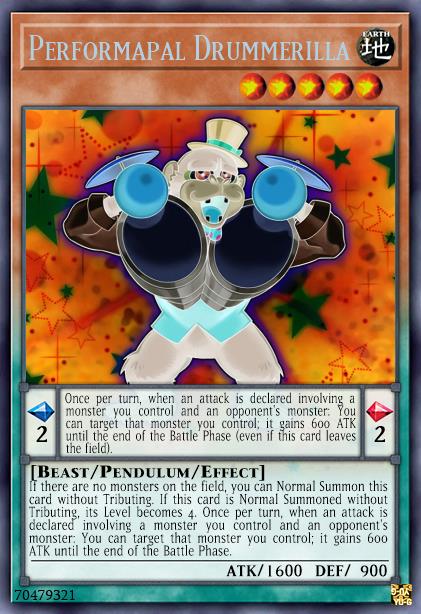 PERFORMAPAL DRUMMERILLA
EARTH
地
Once per turn, when an attack is declared involving a
monster you control and an opponent's monster: You
can target that monster you control; it gains 600 ATK
until the end of the Battle Phase (even if this card leaves
the field).
2
2
[BEAST/PENDULUM/EFFECT]
If there are no monsters on the field, you can Normal Summon this
card without Tributing. If this card is Normal Summoned without
Tributing, its Level becomes 4. Once per turn, when an attack is
declared involving a monster you control and an opponent's
monster: You can target that monster you control; it gains 600
ATK until the end of the Battle Phase.
ATK/1600 DEF/ 900
70479321